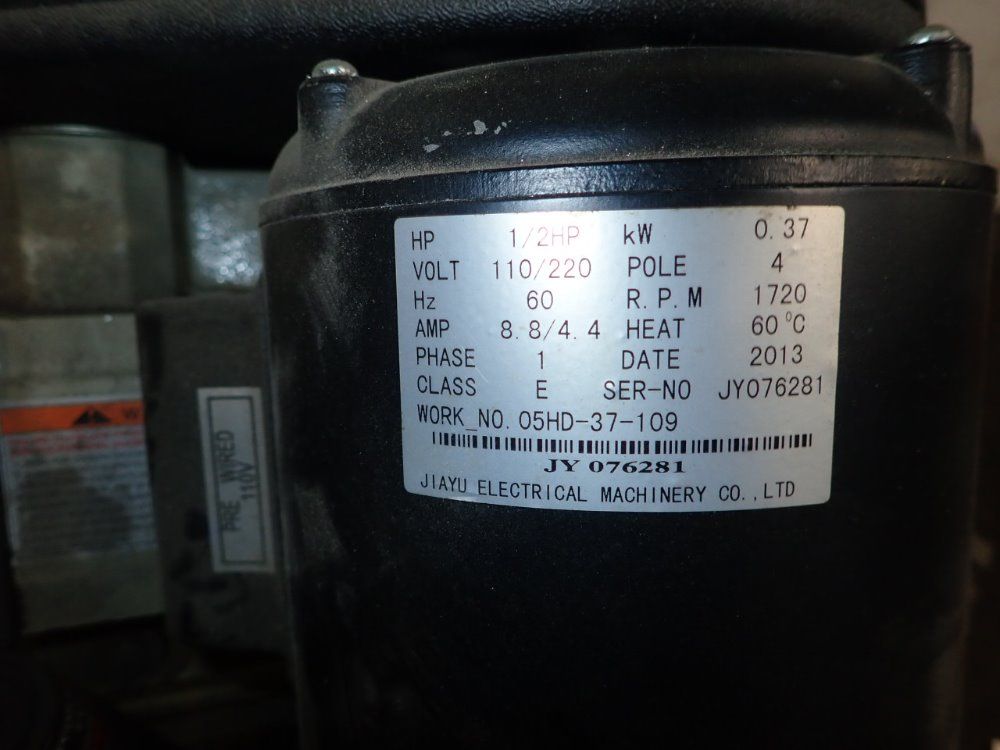 HP 1/2HP kW 0.37
VOLT 110/220 POLE 4
Hz 60 R.P.M 1720
AMP 8.8/4.4 HEAT 60℃
PHASE 1 DATE 2013
CLASS E SER-NO JY076281
WORK_NO. 05HD-37-109
JY 076281
JIAYU ELECTRICAL MACHINERY CO.,LTD
PRE WIRED
110V